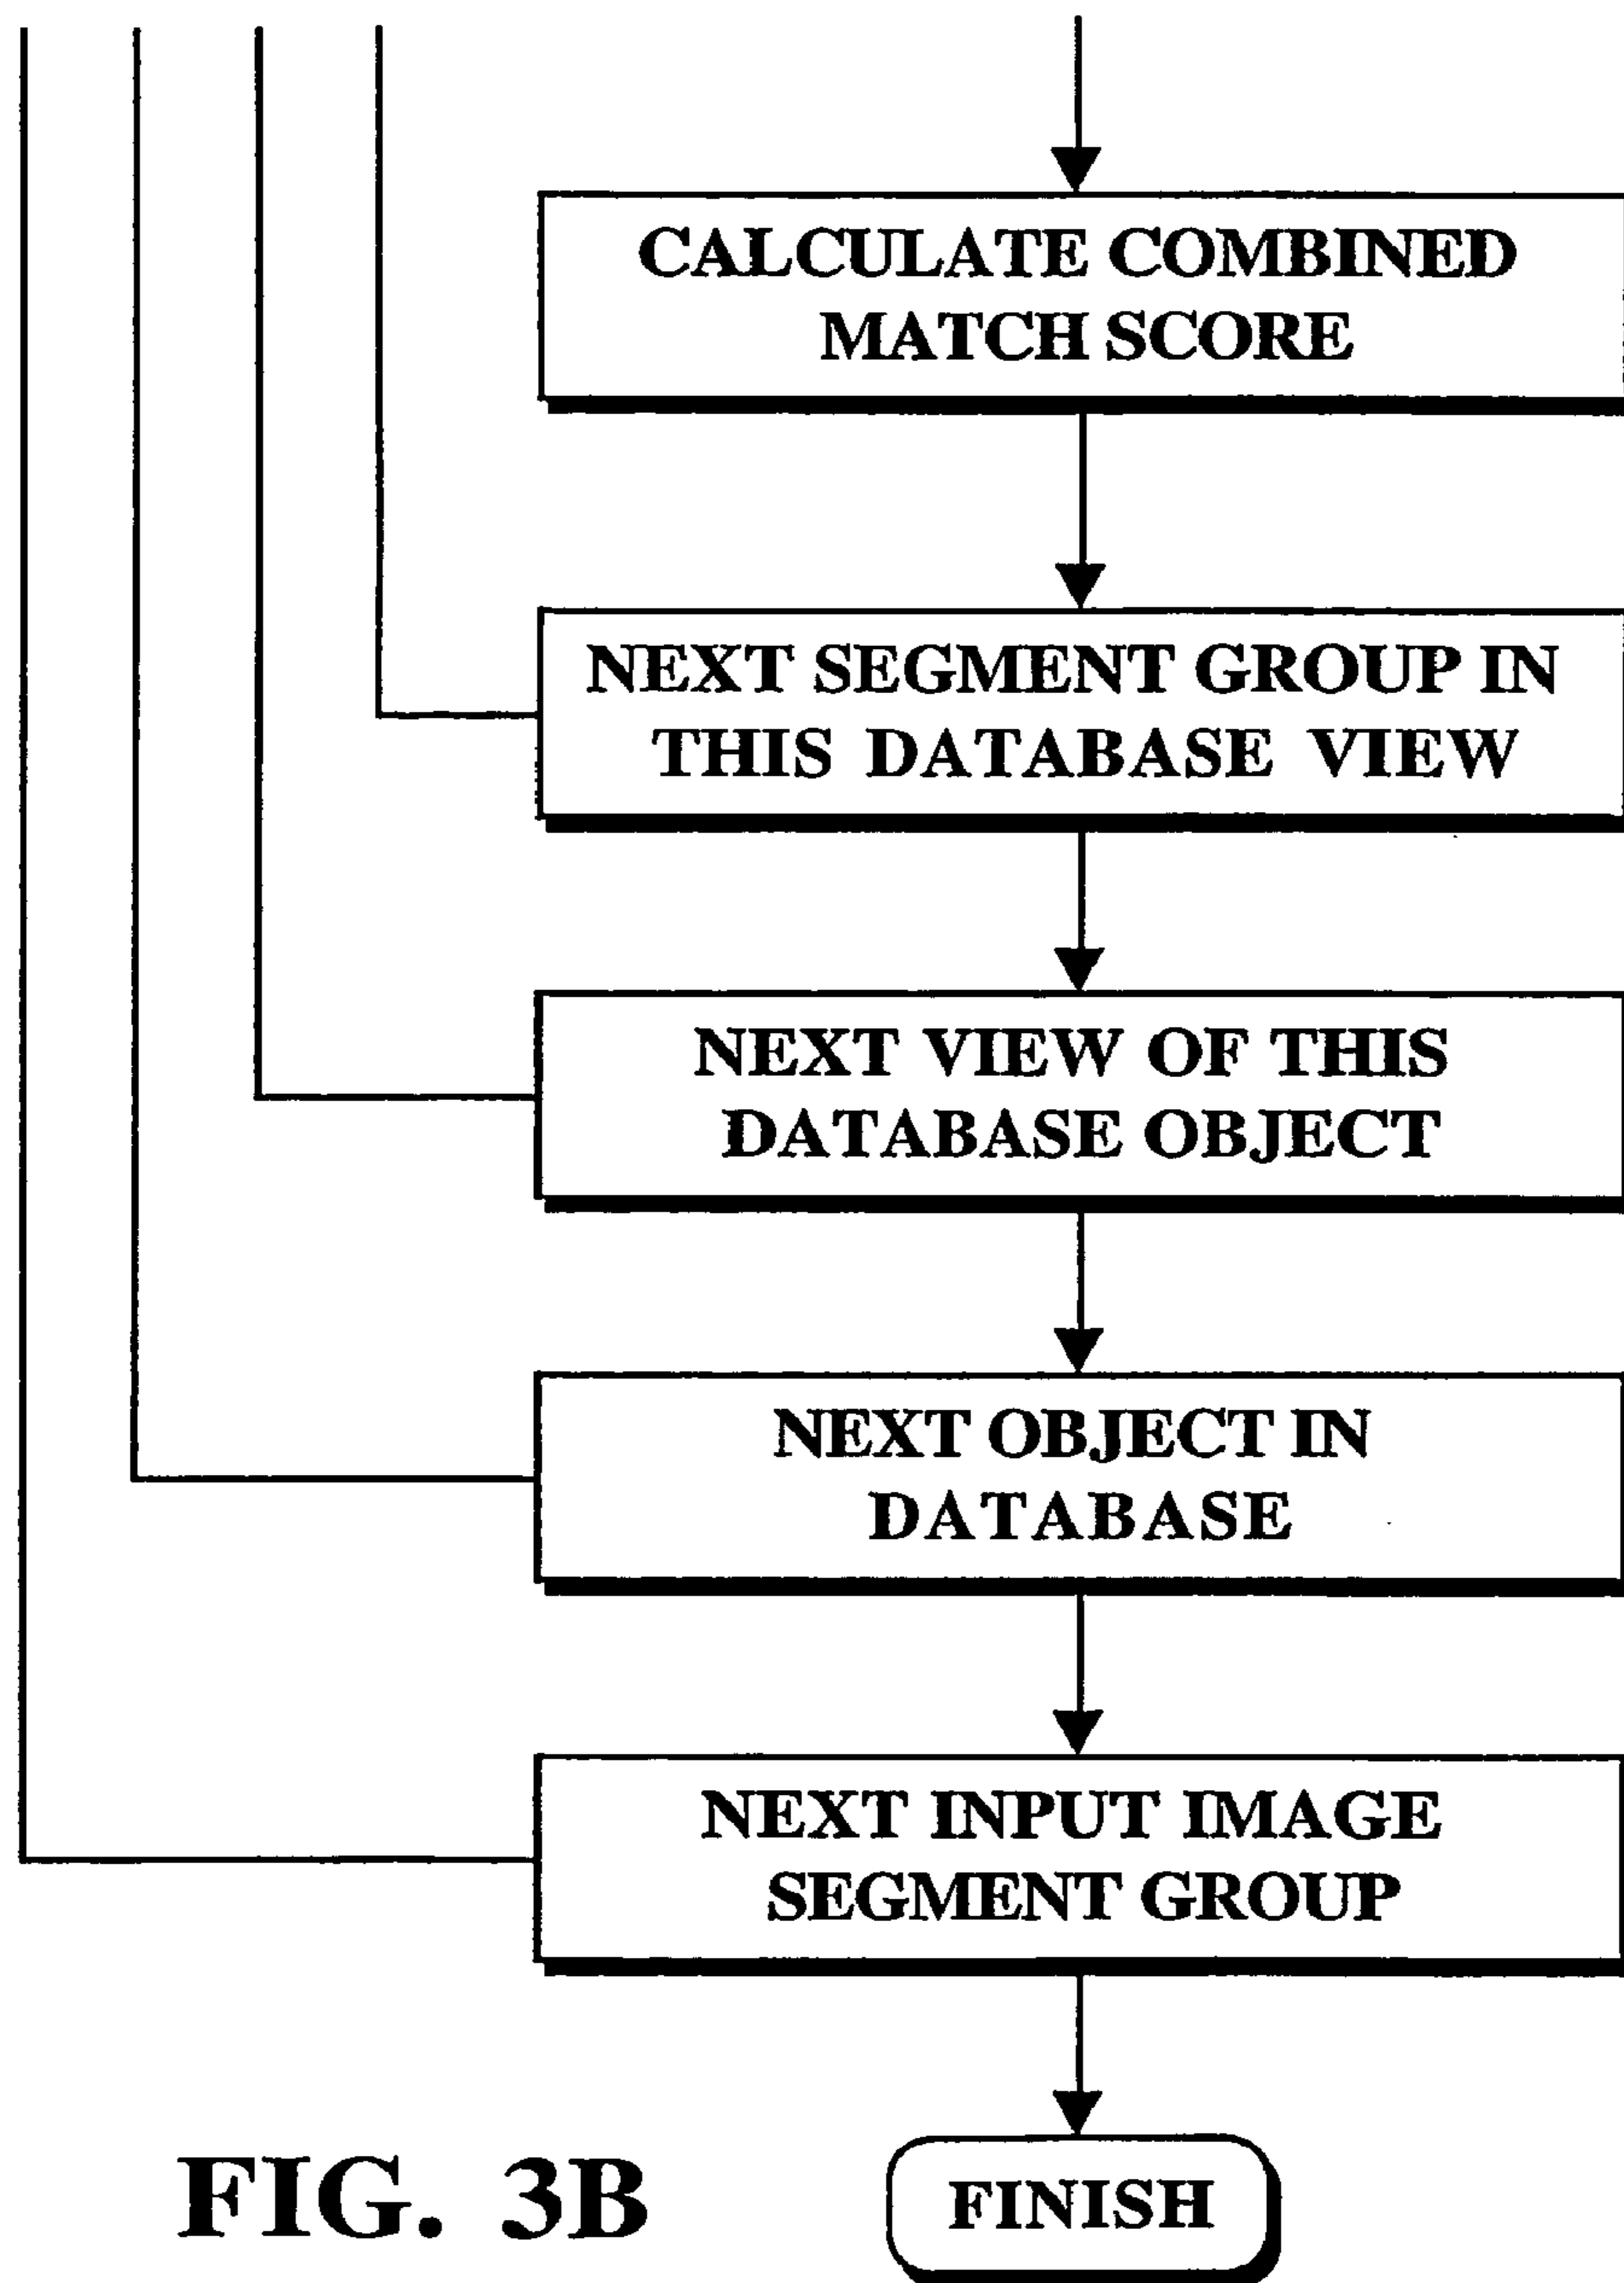 CALCULATE COMBINED
MATCH SCORE
NEXT SEGMENT GROUP IN
THIS DATABASE VIEW
NEXT VIEW OF THIS
DATABASE OBJECT
NEXT OBJECT IN
DATABASE
NEXT INPUT IMAGE
SEGMENT GROUP
FINISH
FIG. 3B